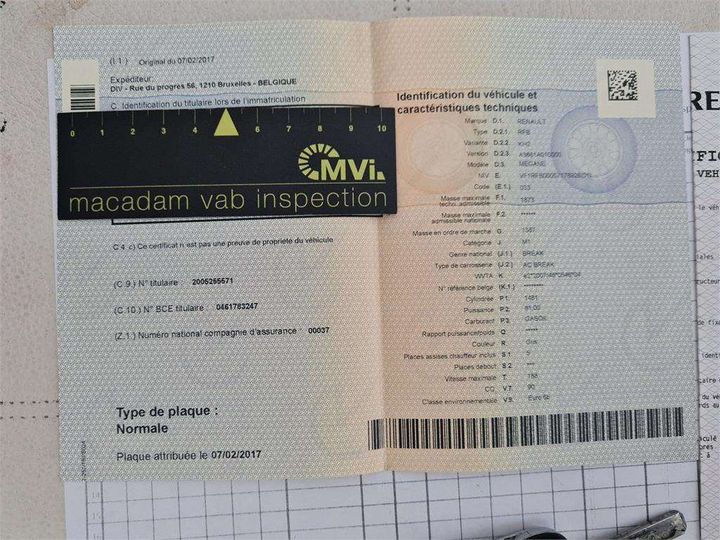 (I 1) Original du 07/02/2017
Expéditeur:
DIV - Rue du progrès 56, 1210 Bruxelles - BELGIQUE
C. Identification du titulaire lors de l'immatriculation
0 1 2 3 4 5 6 7 8 9 10
MVi
macadam vab inspection
C 4 c) Ce certificat n'est pas une preuve de propriété du véhicule
(C 9.) N° titulaire :
(C 10.) N° BCE titulaire : 0461783247
(Z.1) Numéro national compagnie d'assurance : 00037
Type de plaque :
Normale
Plaque attribuée le 07/02/2017
Identification du véhicule et
caractéristiques techniques
Marque D.1. RENAULT
Type D.2.1 RFB
Variante D.2.2 KH2
Version D.2.3
Modèle D.3. MEGANE
NIV E.
Code (E.1.) 033
Masse maximale techn. admissible F.1. 1873
Masse maximale admissible nationale F.2. ******
Masse en ordre de marche G. 1387
Catégorie J. M1
Genre national (J.1.) BREAK
Type de carrosserie (J.2.) AC BREAK
WVTA K.
N° référence belge (K.1.) ******
Cylindrée P.1. 1461
Puissance P.2. 81.00
Carburant P.3.
Rapport puissance/poids Q.
Couleur R. Gris
Places assises chauffeur inclus S.1 5
Places debout S.2
Vitesse maximale T. 188
CO2 V.7. 90
Classe environnementale V.9. Euro 6b
RE